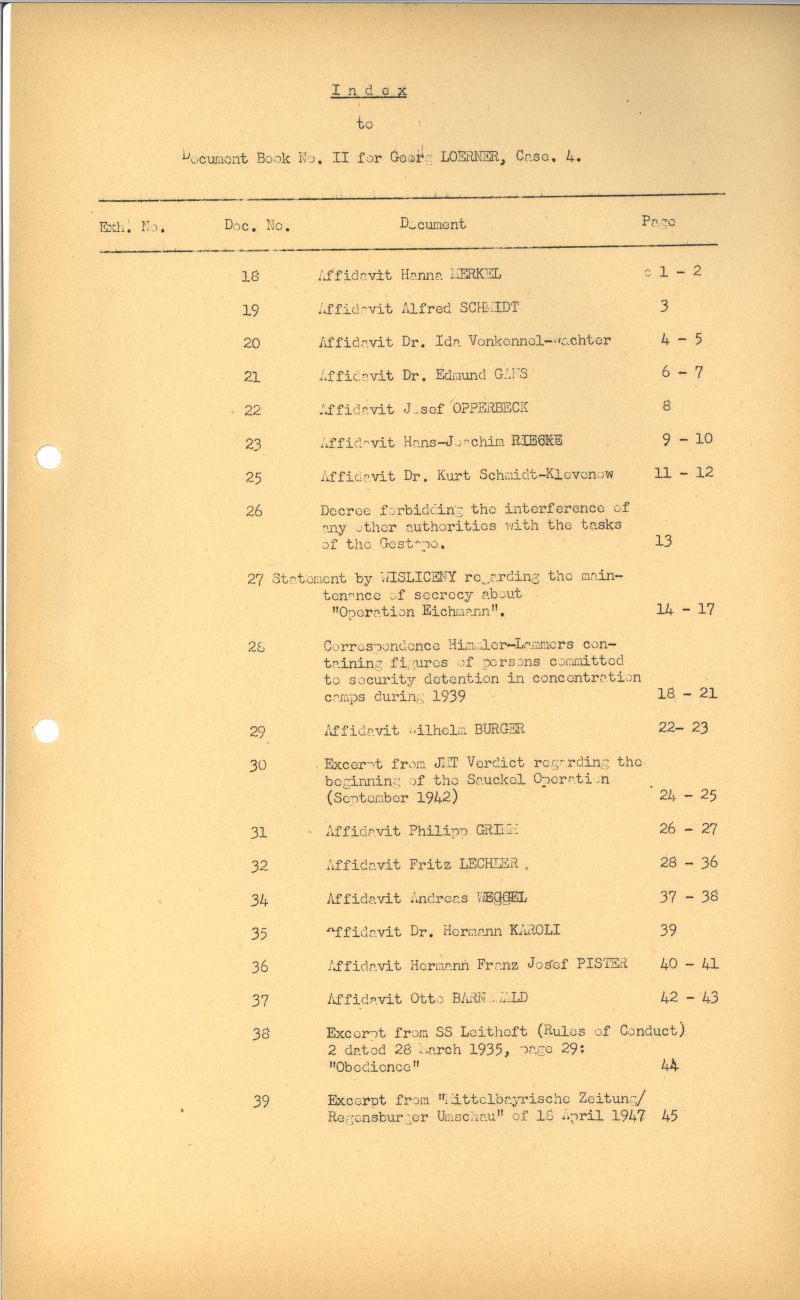 Index
to
Document Book No. II for Georg LOERNER, Case. 4.
Exh. No. Doc. No. Document Page
18 Affidavit Hanna MERKEL 1 - 2
19 Affidavit Alfred SCHMIDT 3
20 Affidavit Dr. Ida Vonkennel-Wachter 4 - 5
21 Affidavit Dr. Edmund GANS 6 - 7
22 Affidavit Josef OPPERBECK 8
23 Affidavit Hans-Joachim RIECKE 9 - 10
25 Affidavit Dr. Kurt Schmidt-Klevenow 11 - 12
26 Decree forbidding the interference of
any other authorities with the tasks
of the Gestapo. 13
27 Statement by WISLICENY regarding the main-
tenance of secrecy about
"Operation Eichmann". 14 - 17
28 Correspondence Himmler-Lammers con-
taining figures of persons committed
to security detention in concentration
camps during 1939 18 - 21
29 Affidavit Wilhelm BURGER 22- 23
30 Excerpt from JMT Verdict regarding the
beginning of the Sauckel Operation
(September 1942) 24 - 25
31 Affidavit Philipp GRIMM 26 - 27
32 Affidavit Fritz LECHLER. 28 - 36
34 Affidavit Andreas WEGGEL 37 - 38
35 Affidavit Dr. Hermann KAROLI 39
36 Affidavit Hermann Franz Josef PISTER 40 - 41
37 Affidavit Otto BARNEWALD 42 - 43
38 Excerpt from SS Leitheft (Rules of Conduct)
2 dated 28 March 1935, page 29:
"Obedience" 44
39 Excerpt from "Mittelbayrische Zeitung/
Regensburger Umschau" of 18 April 1947 45